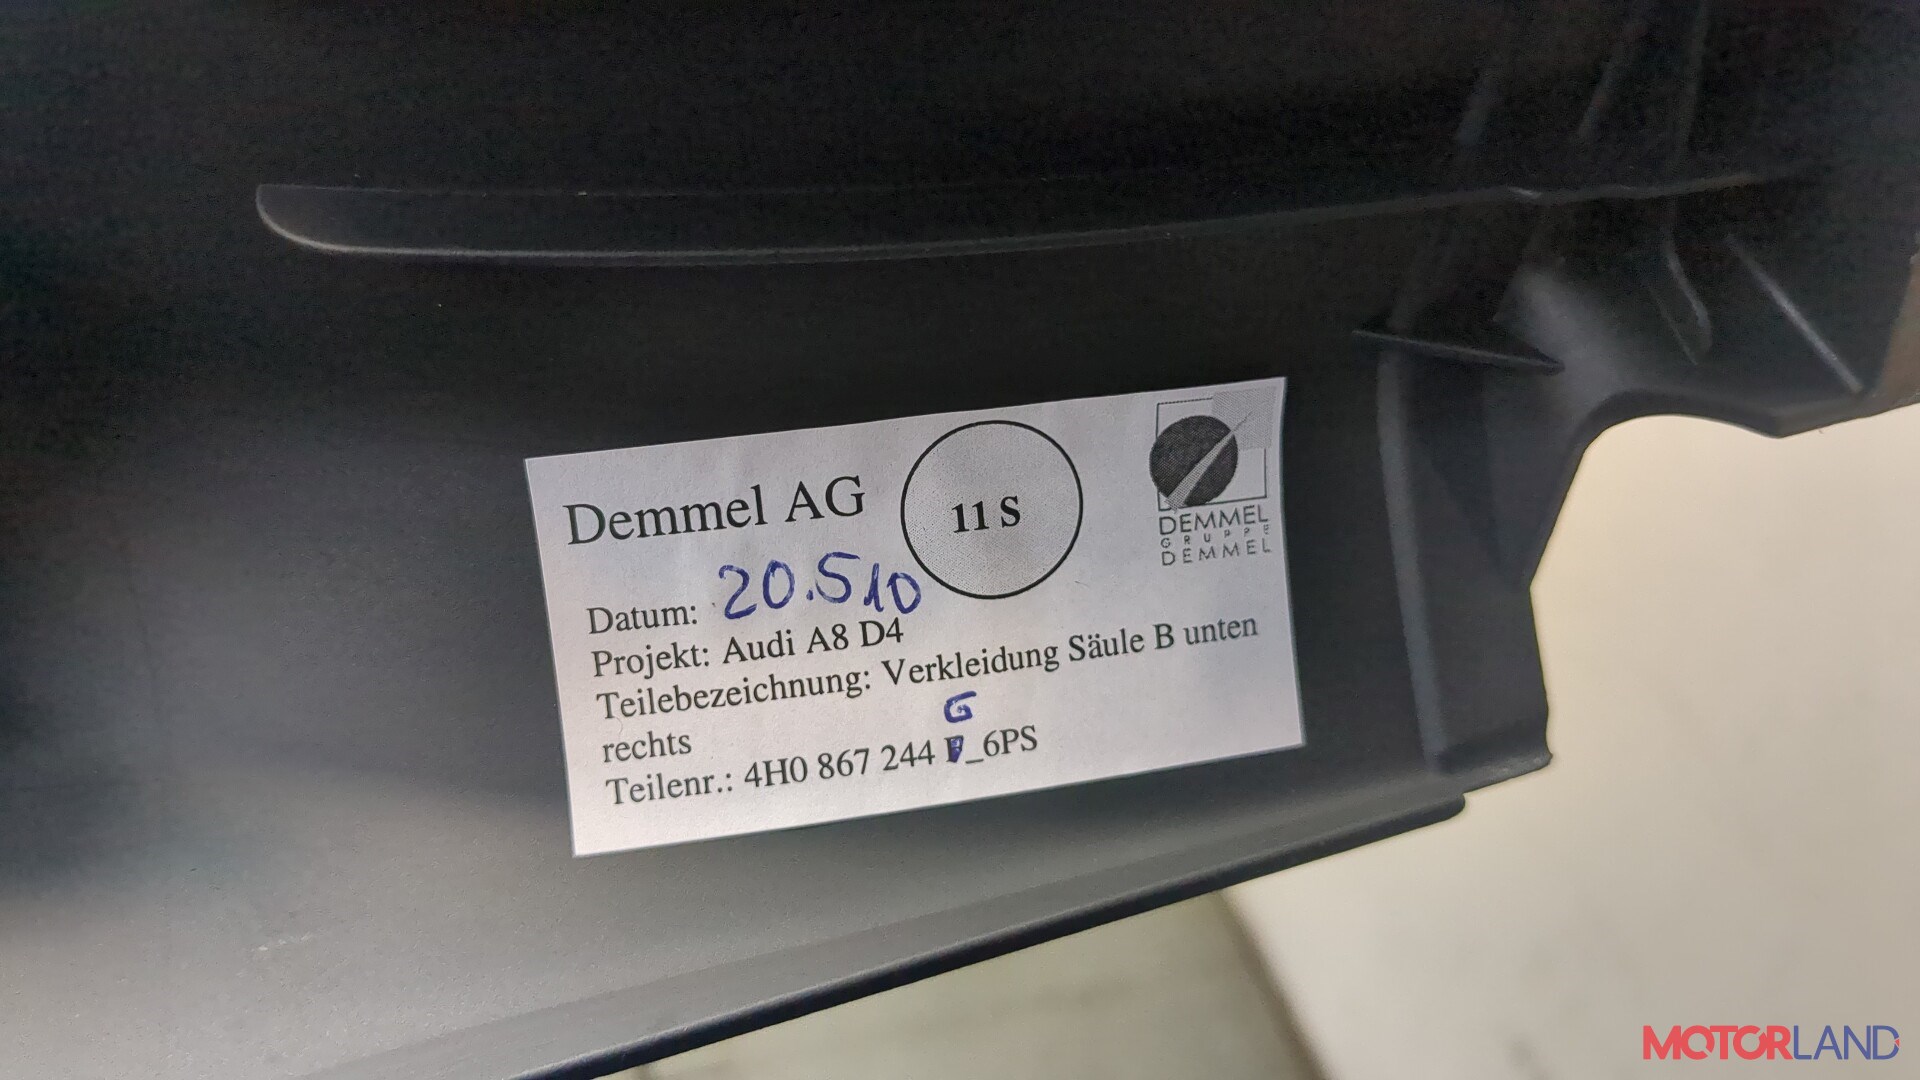 Demmel AG
11 S
DEMMEL
GRUPPE
DEMMEL
Datum: 20.5 10
Projekt: Audi A8 D4
Teilebezeichnung: Verkleidung Säule B unten
rechts
G
Teilenr.: 4H0 867 244 _6PS
MOTORLAND